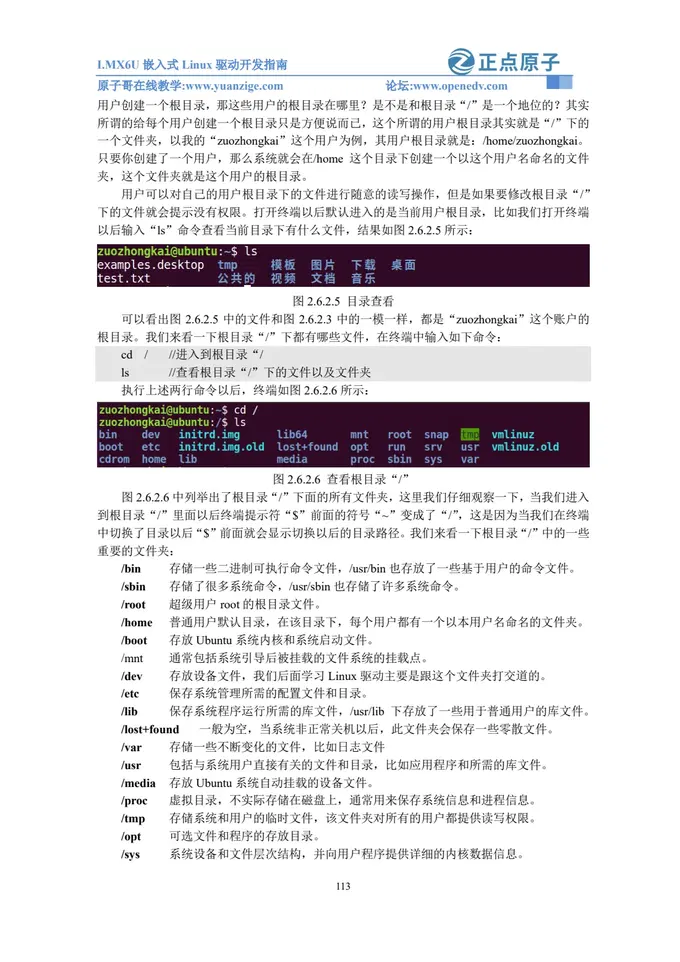 I.MX6U 嵌入式 Linux 驱动开发指南
正点原子
原子哥在线教学:www.yuanzige.com 论坛:www.openedv.com
用户创建一个根目录，那这些用户的根目录在哪里？是不是和根目录“/”是一个地位的？其实
所谓的给每个用户创建一个根目录只是方便说而已，这个所谓的用户根目录其实就是“/”下的
一个文件夹，以我的“zuozhongkai”这个用户为例，其用户根目录就是：/home/zuozhongkai。
只要你创建了一个用户，那么系统就会在/home 这个目录下创建一个以这个用户名命名的文件
夹，这个文件夹就是这个用户的根目录。
用户可以对自己的用户根目录下的文件进行随意的读写操作，但是如果要修改根目录“/”
下的文件就会提示没有权限。打开终端以后默认进入的是当前用户根目录，比如我们打开终端
以后输入“ls”命令查看当前目录下有什么文件，结果如图 2.6.2.5 所示：
zuozhongkai@ubuntu:~$ ls
examples.desktop tmp 模板 图片 下载 桌面
test.txt 公共的 视频 文档 音乐
图 2.6.2.5 目录查看
可以看出图 2.6.2.5 中的文件和图 2.6.2.3 中的一模一样，都是“zuozhongkai”这个账户的
根目录。我们来看一下根目录“/”下都有哪些文件，在终端中输入如下命令：
cd / //进入到根目录“/
ls //查看根目录“/”下的文件以及文件夹
执行上述两行命令以后，终端如图 2.6.2.6 所示：
zuozhongkai@ubuntu:~$ cd /
zuozhongkai@ubuntu:/$ ls
bin dev initrd.img lib64 mnt root snap tmp vmlinuz
boot etc initrd.img.old lost+found opt run srv usr vmlinuz.old
cdrom home lib media proc sbin sys var
图 2.6.2.6 查看根目录“/”
图 2.6.2.6 中列举出了根目录“/”下面的所有文件夹，这里我们仔细观察一下，当我们进入
到根目录“/”里面以后终端提示符“$”前面的符号“~”变成了“/”，这是因为当我们在终端
中切换了目录以后“$”前面就会显示切换以后的目录路径。我们来看一下根目录“/”中的一些
重要的文件夹：
/bin 存储一些二进制可执行命令文件，/usr/bin 也存放了一些基于用户的命令文件。
/sbin 存储了很多系统命令，/usr/sbin 也存储了许多系统命令。
/root 超级用户 root 的根目录文件。
/home 普通用户默认目录，在该目录下，每个用户都有一个以本用户名命名的文件夹。
/boot 存放 Ubuntu 系统内核和系统启动文件。
/mnt 通常包括系统引导后被挂载的文件系统的挂载点。
/dev 存放设备文件，我们后面学习 Linux 驱动主要是跟这个文件夹打交道的。
/etc 保存系统管理所需的配置文件和目录。
/lib 保存系统程序运行所需的库文件，/usr/lib 下存放了一些用于普通用户的库文件。
/lost+found 一般为空，当系统非正常关机以后，此文件夹会保存一些零散文件。
/var 存储一些不断变化的文件，比如日志文件
/usr 包括与系统用户直接有关的文件和目录，比如应用程序和所需的库文件。
/media 存放 Ubuntu 系统自动挂载的设备文件。
/proc 虚拟目录，不实际存储在磁盘上，通常用来保存系统信息和进程信息。
/tmp 存储系统和用户的临时文件，该文件夹对所有的用户都提供读写权限。
/opt 可选文件和程序的存放目录。
/sys 系统设备和文件层次结构，并向用户程序提供详细的内核数据信息。
113